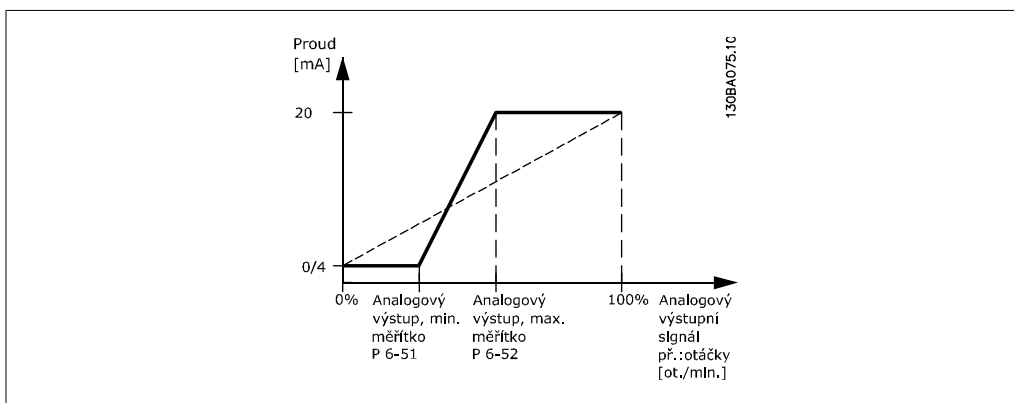 Proud
[mA]
130BA075.10
20
0/4
0%
Analogový
výstup, min.
měřítko
P 6-51
Analogový
výstup, max.
měřítko
P 6-52
100%
Analogový
výstupní
signál
př.:otáčky
[ot./mln.]